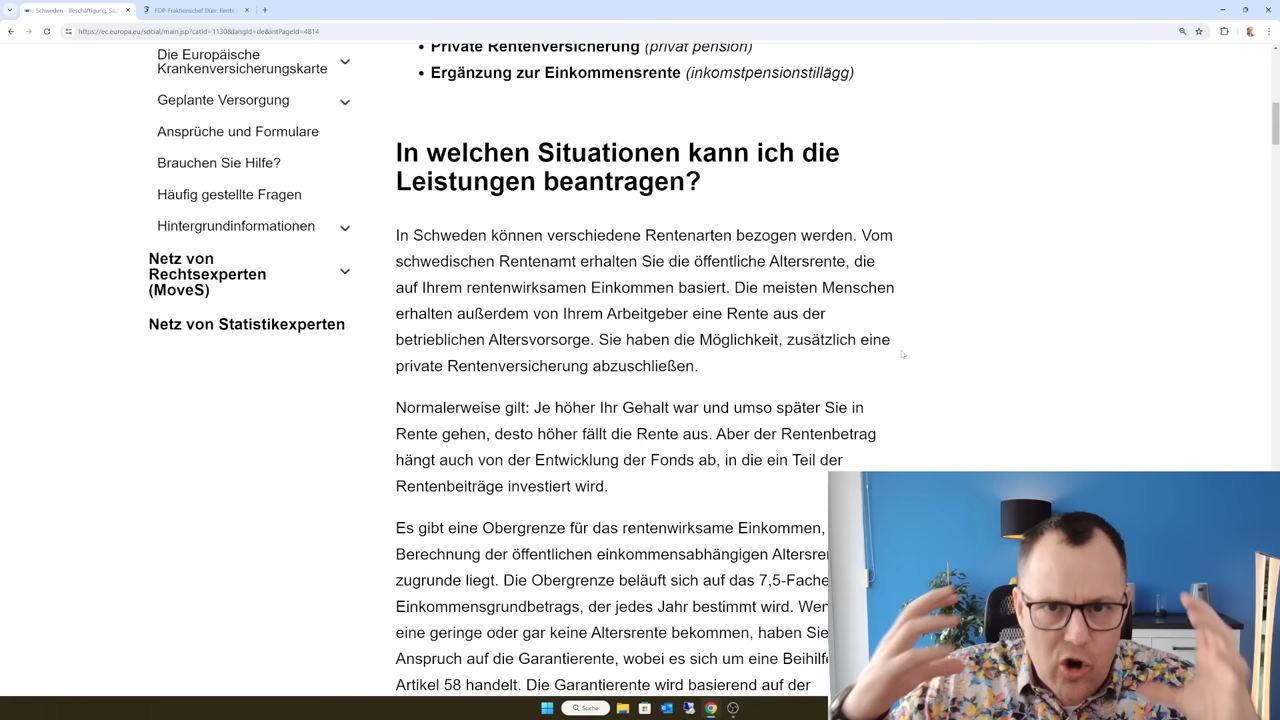 Schweden - Beschäftigung, Soz
FDP-Fraktionschef Dürr: Rente
https://ec.europa.eu/social/main.jsp?catId=1130&langId=de&intPageId=4814
Die Europäische
Krankenversicherungskarte
Geplante Versorgung
Ansprüche und Formulare
Brauchen Sie Hilfe?
Häufig gestellte Fragen
Hintergrundinformationen
Netz von
Rechtsexperten
(MoveS)
Netz von Statistikexperten
• Private Rentenversicherung (privat pension)
• Ergänzung zur Einkommensrente (inkomstpensionstillägg)
In welchen Situationen kann ich die
Leistungen beantragen?
In Schweden können verschiedene Rentenarten bezogen werden. Vom
schwedischen Rentenamt erhalten Sie die öffentliche Altersrente, die
auf Ihrem rentenwirksamen Einkommen basiert. Die meisten Menschen
erhalten außerdem von Ihrem Arbeitgeber eine Rente aus der
betrieblichen Altersvorsorge. Sie haben die Möglichkeit, zusätzlich eine
private Rentenversicherung abzuschließen.
Normalerweise gilt: Je höher Ihr Gehalt war und umso später Sie in
Rente gehen, desto höher fällt die Rente aus. Aber der Rentenbetrag
hängt auch von der Entwicklung der Fonds ab, in die ein Teil der
Rentenbeiträge investiert wird.
Es gibt eine Obergrenze für das rentenwirksame Einkommen,
Berechnung der öffentlichen einkommensabhängigen Altersre
zugrunde liegt. Die Obergrenze beläuft sich auf das 7,5-Fache
Einkommensgrundbetrags, der jedes Jahr bestimmt wird. Wen
eine geringe oder gar keine Altersrente bekommen, haben Sie
Anspruch auf die Garantierente, wobei es sich um eine Beihilf
Artikel 58 handelt. Die Garantierente wird basierend auf der
Suche